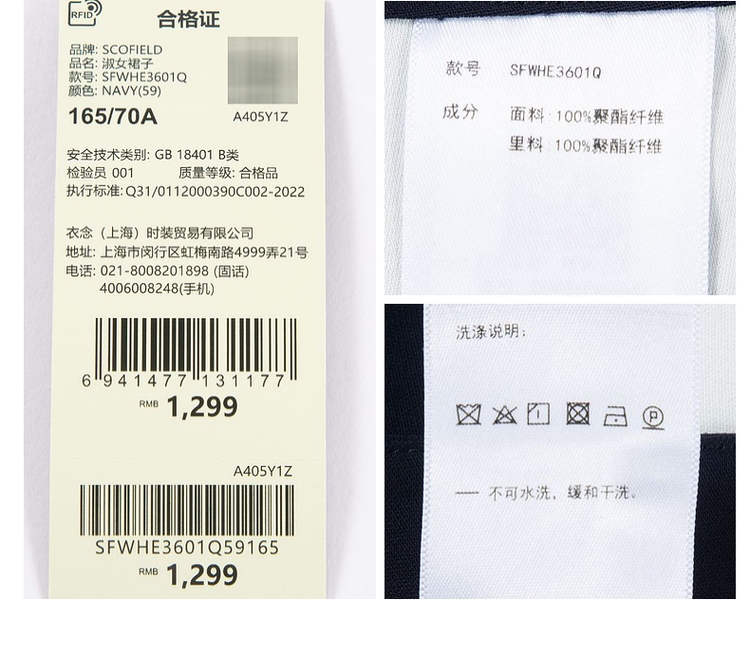 RFID
合格证
品牌: SCOFIELD
品名: 淑女裙子
款号: SFWHE3601Q
颜色: NAVY(59)
165/70A
A405Y1Z
安全技术类别: GB 18401 B类
检验员 001 质量等级: 合格品
执行标准: Q31/0112000390C002-2022
衣念（上海）时装贸易有限公司
地址: 上海市闵行区虹梅南路4999弄21号
电话: 021-8008201898 (固话)
4006008248(手机)
6 941477 131177
RMB 1,299
A405Y1Z
SFWHE3601Q59165
RMB 1,299
款号 SFWHE3601Q
成分 面料: 100%聚酯纤维
里料: 100%聚酯纤维
洗涤说明:
P
— 不可水洗, 缓和干洗。